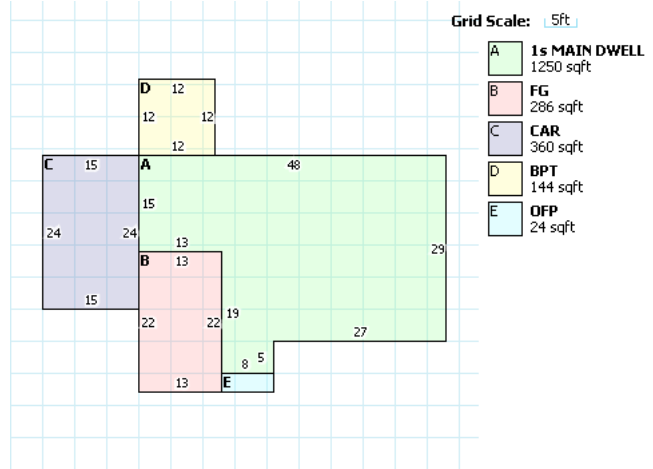 Grid Scale: 5ft
A 1s MAIN DWELL
1250 sqft
B FG
286 sqft
C CAR
360 sqft
D BPT
144 sqft
E OFP
24 sqft
D 12
12 12
12
C 15 A 48
15
24 24
13
29
B 13
15
19
22 22
27
5
8
13 E